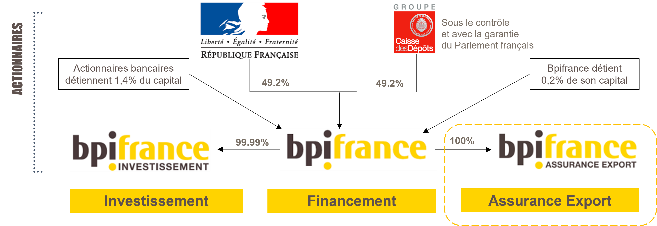 ACTIONNAIRES
Liberté • Égalité • Fraternité
RÉPUBLIQUE FRANÇAISE
GROUPE
Caisse
des Dépôts
Sous le contrôle
et avec la garantie
du Parlement français
Actionnaires bancaires
détiennent 1,4% du capital
49.2%
49.2%
Bpifrance détient
0,2% de son capital
bpifrance
INVESTISSEMENT
99.99%
bpifrance
100%
bpifrance
ASSURANCE EXPORT
Investissement
Financement
Assurance Export